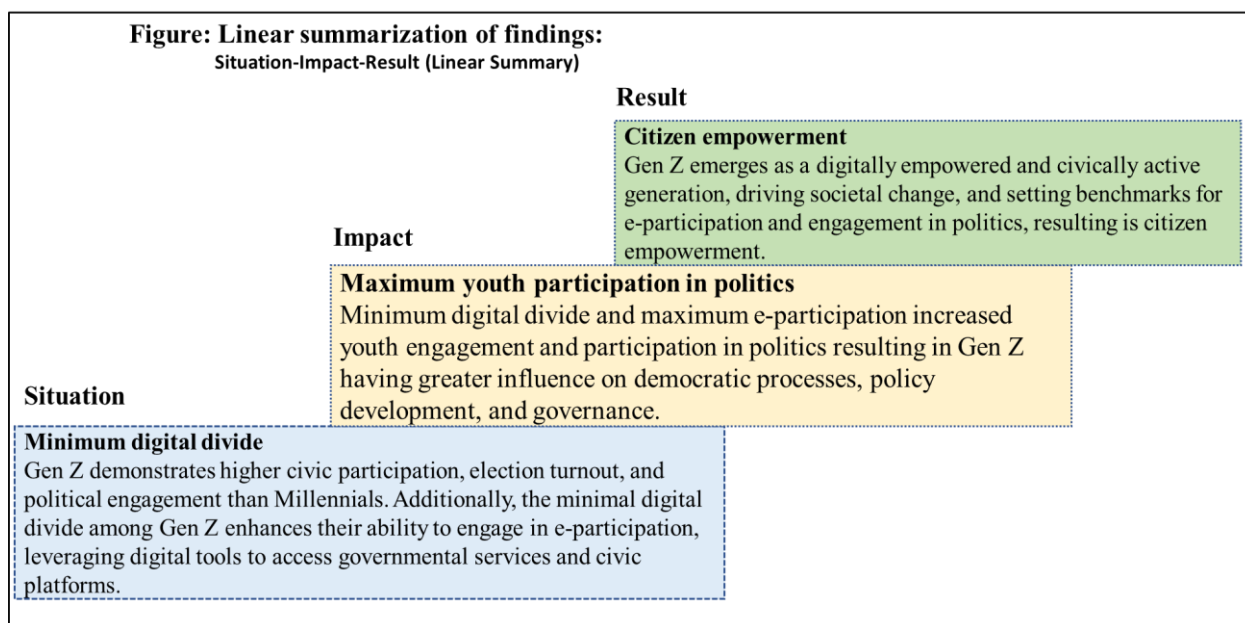 Figure: Linear summarization of findings:
Situation-Impact-Result (Linear Summary)
Result
Citizen empowerment
Gen Z emerges as a digitally empowered and civically active
generation, driving societal change, and setting benchmarks for
e-participation and engagement in politics, resulting is citizen
empowerment.
Impact
Maximum youth participation in politics
Minimum digital divide and maximum e-participation increased
youth engagement and participation in politics resulting in Gen Z
having greater influence on democratic processes, policy
development, and governance.
Situation
Minimum digital divide
Gen Z demonstrates higher civic participation, election turnout, and
political engagement than Millennials. Additionally, the minimal digital
divide among Gen Z enhances their ability to engage in e-participation,
leveraging digital tools to access governmental services and civic
platforms.